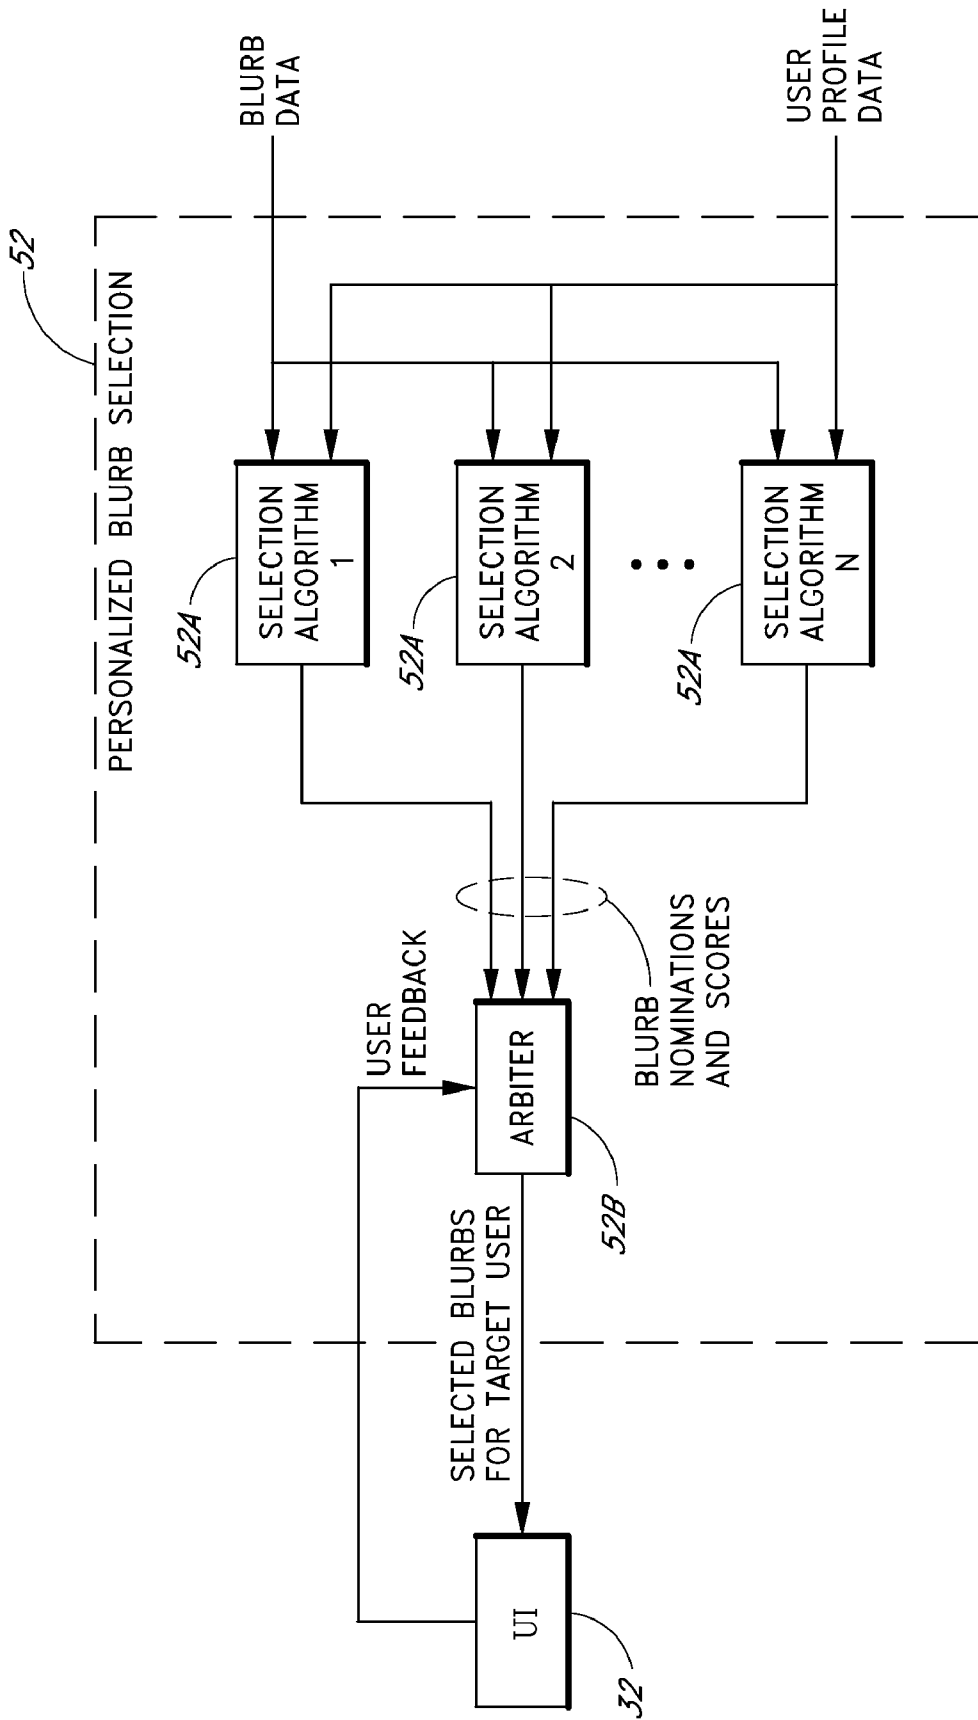 52
PERSONALIZED BLURB SELECTION
BLURB
DATA
USER
PROFILE
DATA
52A
SELECTION
ALGORITHM
1
52A
SELECTION
ALGORITHM
2
52A
SELECTION
ALGORITHM
N
BLURB
NOMINATIONS
AND SCORES
USER
FEEDBACK
ARBITER
52B
SELECTED BLURBS
FOR TARGET USER
UI
32